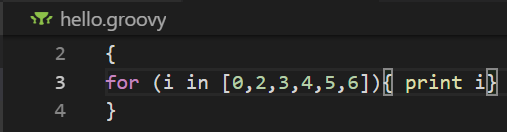 hello.groovy
2 {
3 for (i in [0,2,3,4,5,6]){ print i}
4 }